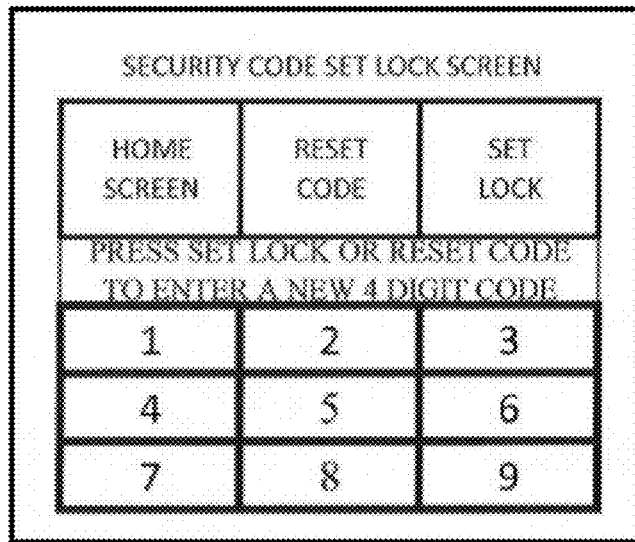 SECURITY CODE SET LOCK SCREEN
HOME SCREEN
RESET CODE
SET LOCK
PRESS SET LOCK OR RESET CODE
TO ENTER A NEW 4 DIGIT CODE
1 2 3
4 5 6
7 8 9